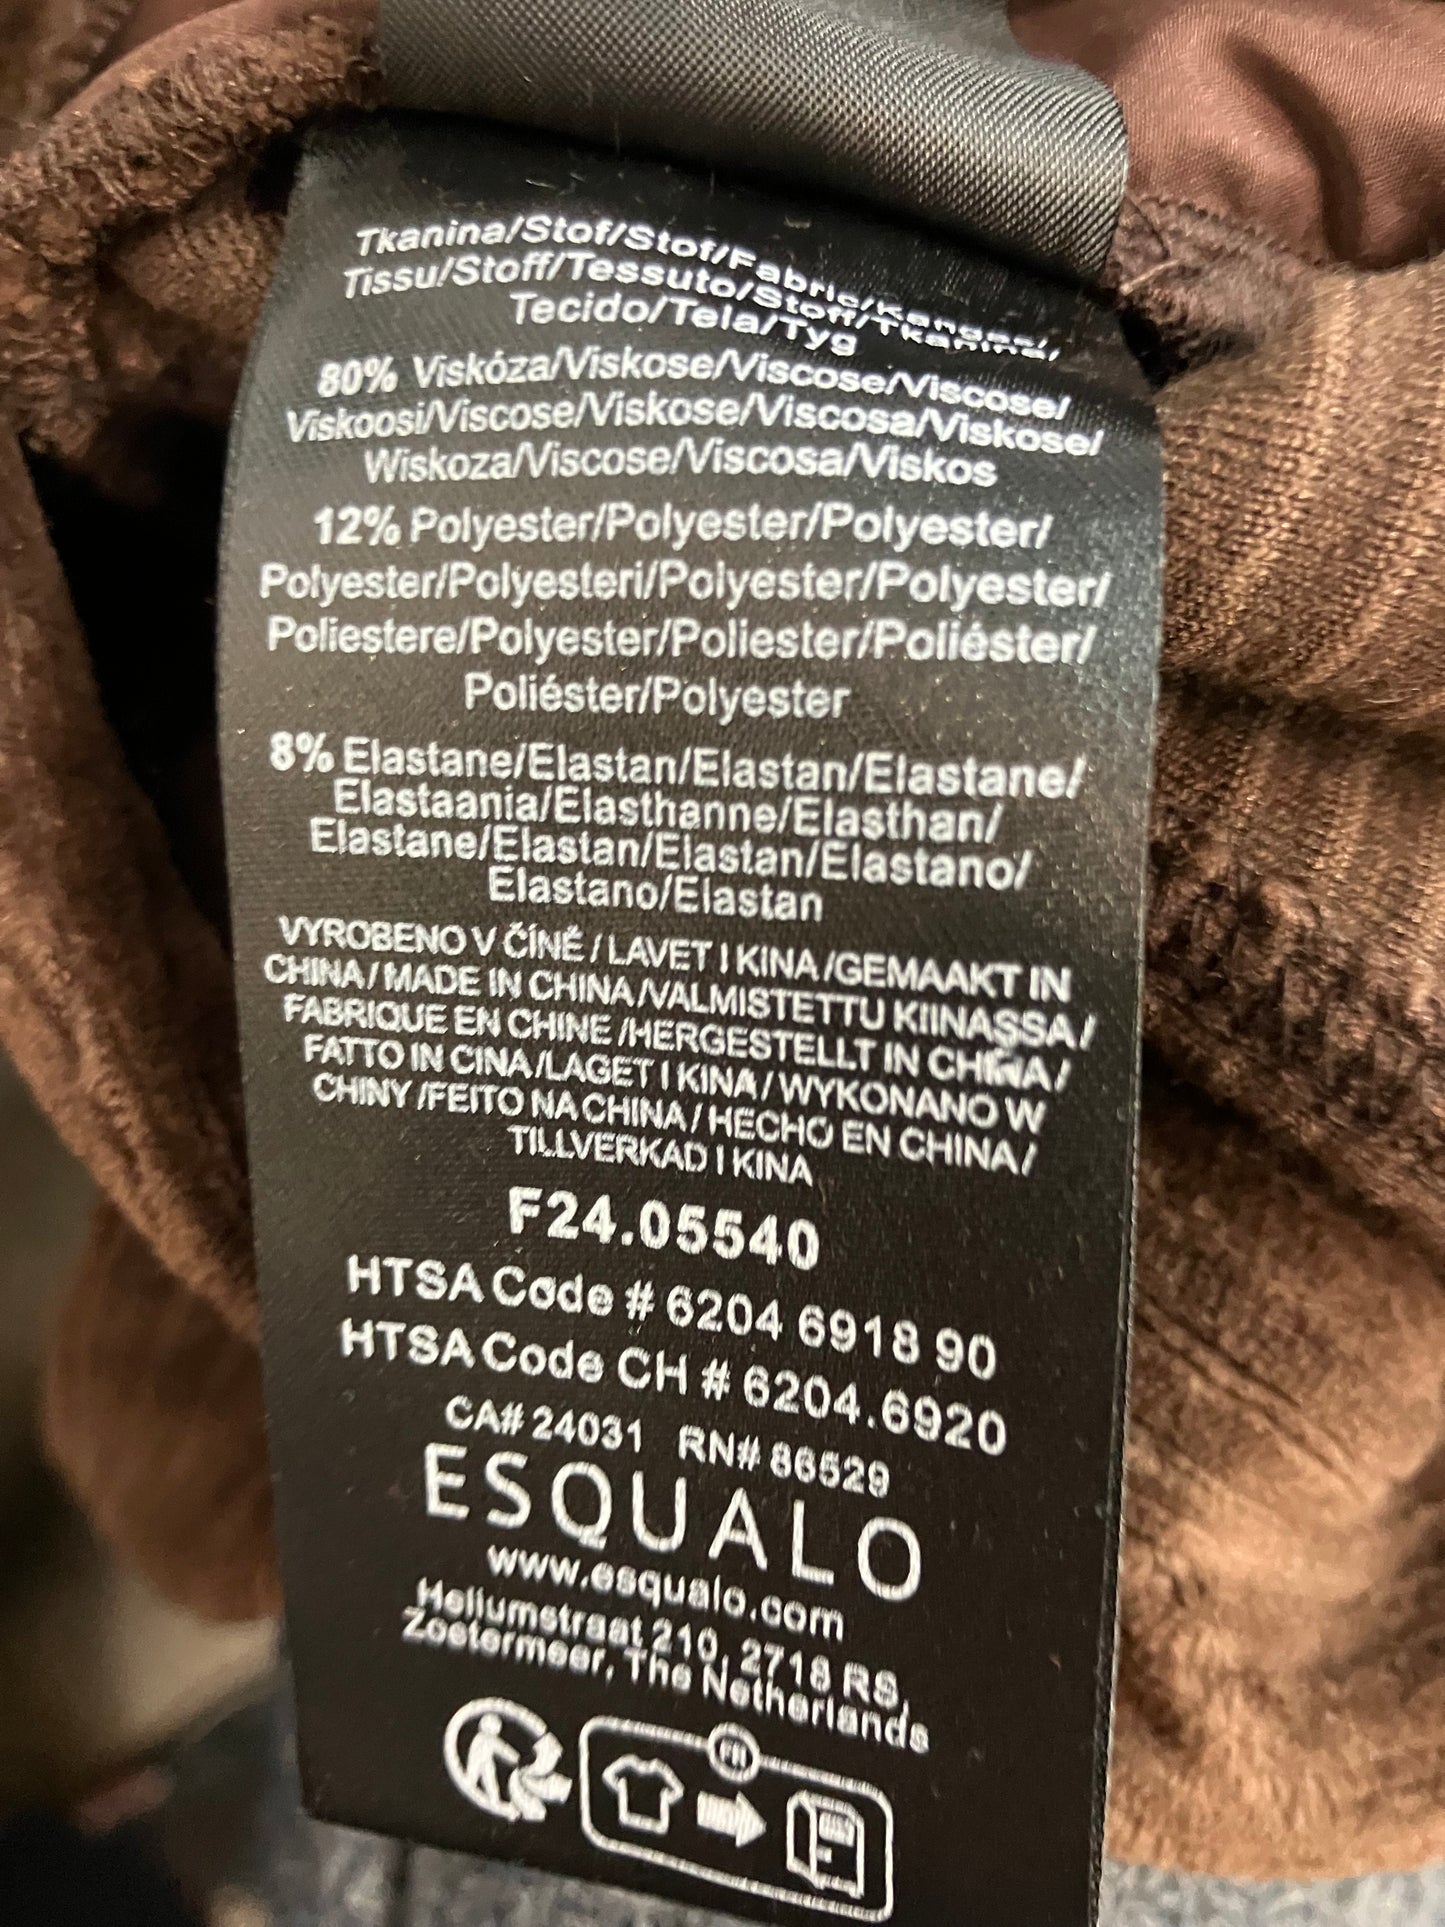 Tkanina/Stof/Stof/Fabric/Kangas/
Tissu/Stoff/Tessuto/Stoff/Tkanina/
Tecido/Tela/Tyg
80% Viskóza/Viskose/Viscose/Viscose/
Viskoosi/Viscose/Viskose/Viscosa/Viskose/
Wiskoza/Viscose/Viscosa/Viskos
12% Polyester/Polyester/Polyester/
Polyester/Polyesteri/Polyester/Polyester/
Poliestere/Polyester/Poliester/Poliéster/
Poliéster/Polyester
8% Elastane/Elastan/Elastan/Elastane/
Elastaania/Elasthanne/Elasthan/
Elastane/Elastan/Elastan/Elastano/
Elastano/Elastan
VYROBENO V ČÍNĚ / LAVET I KINA /GEMAAKT IN
CHINA / MADE IN CHINA /VALMISTETTU KIINASSA /
FABRIQUE EN CHINE /HERGESTELLT IN CHINA /
FATTO IN CINA /LAGET I KINA / WYKONANO W
CHINY /FEITO NA CHINA / HECHO EN CHINA /
TILLVERKAD I KINA
F24.05540
HTSA Code # 6204 6918 90
HTSA Code CH # 6204.6920
CA# 24031 RN# 86529
ESQUALO
www.esqualo.com
Heliumstraat 210, 2718 RS,
Zoetermeer, The Netherlands
FR